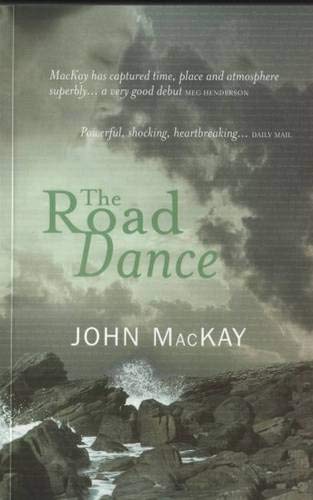 MacKay has captured time, place and atmosphere
superbly... a very good debut MEG HENDERSON
Powerful, shocking, heartbreaking... DAILY MAIL
The
Road
Dance
JOHN MacKAY